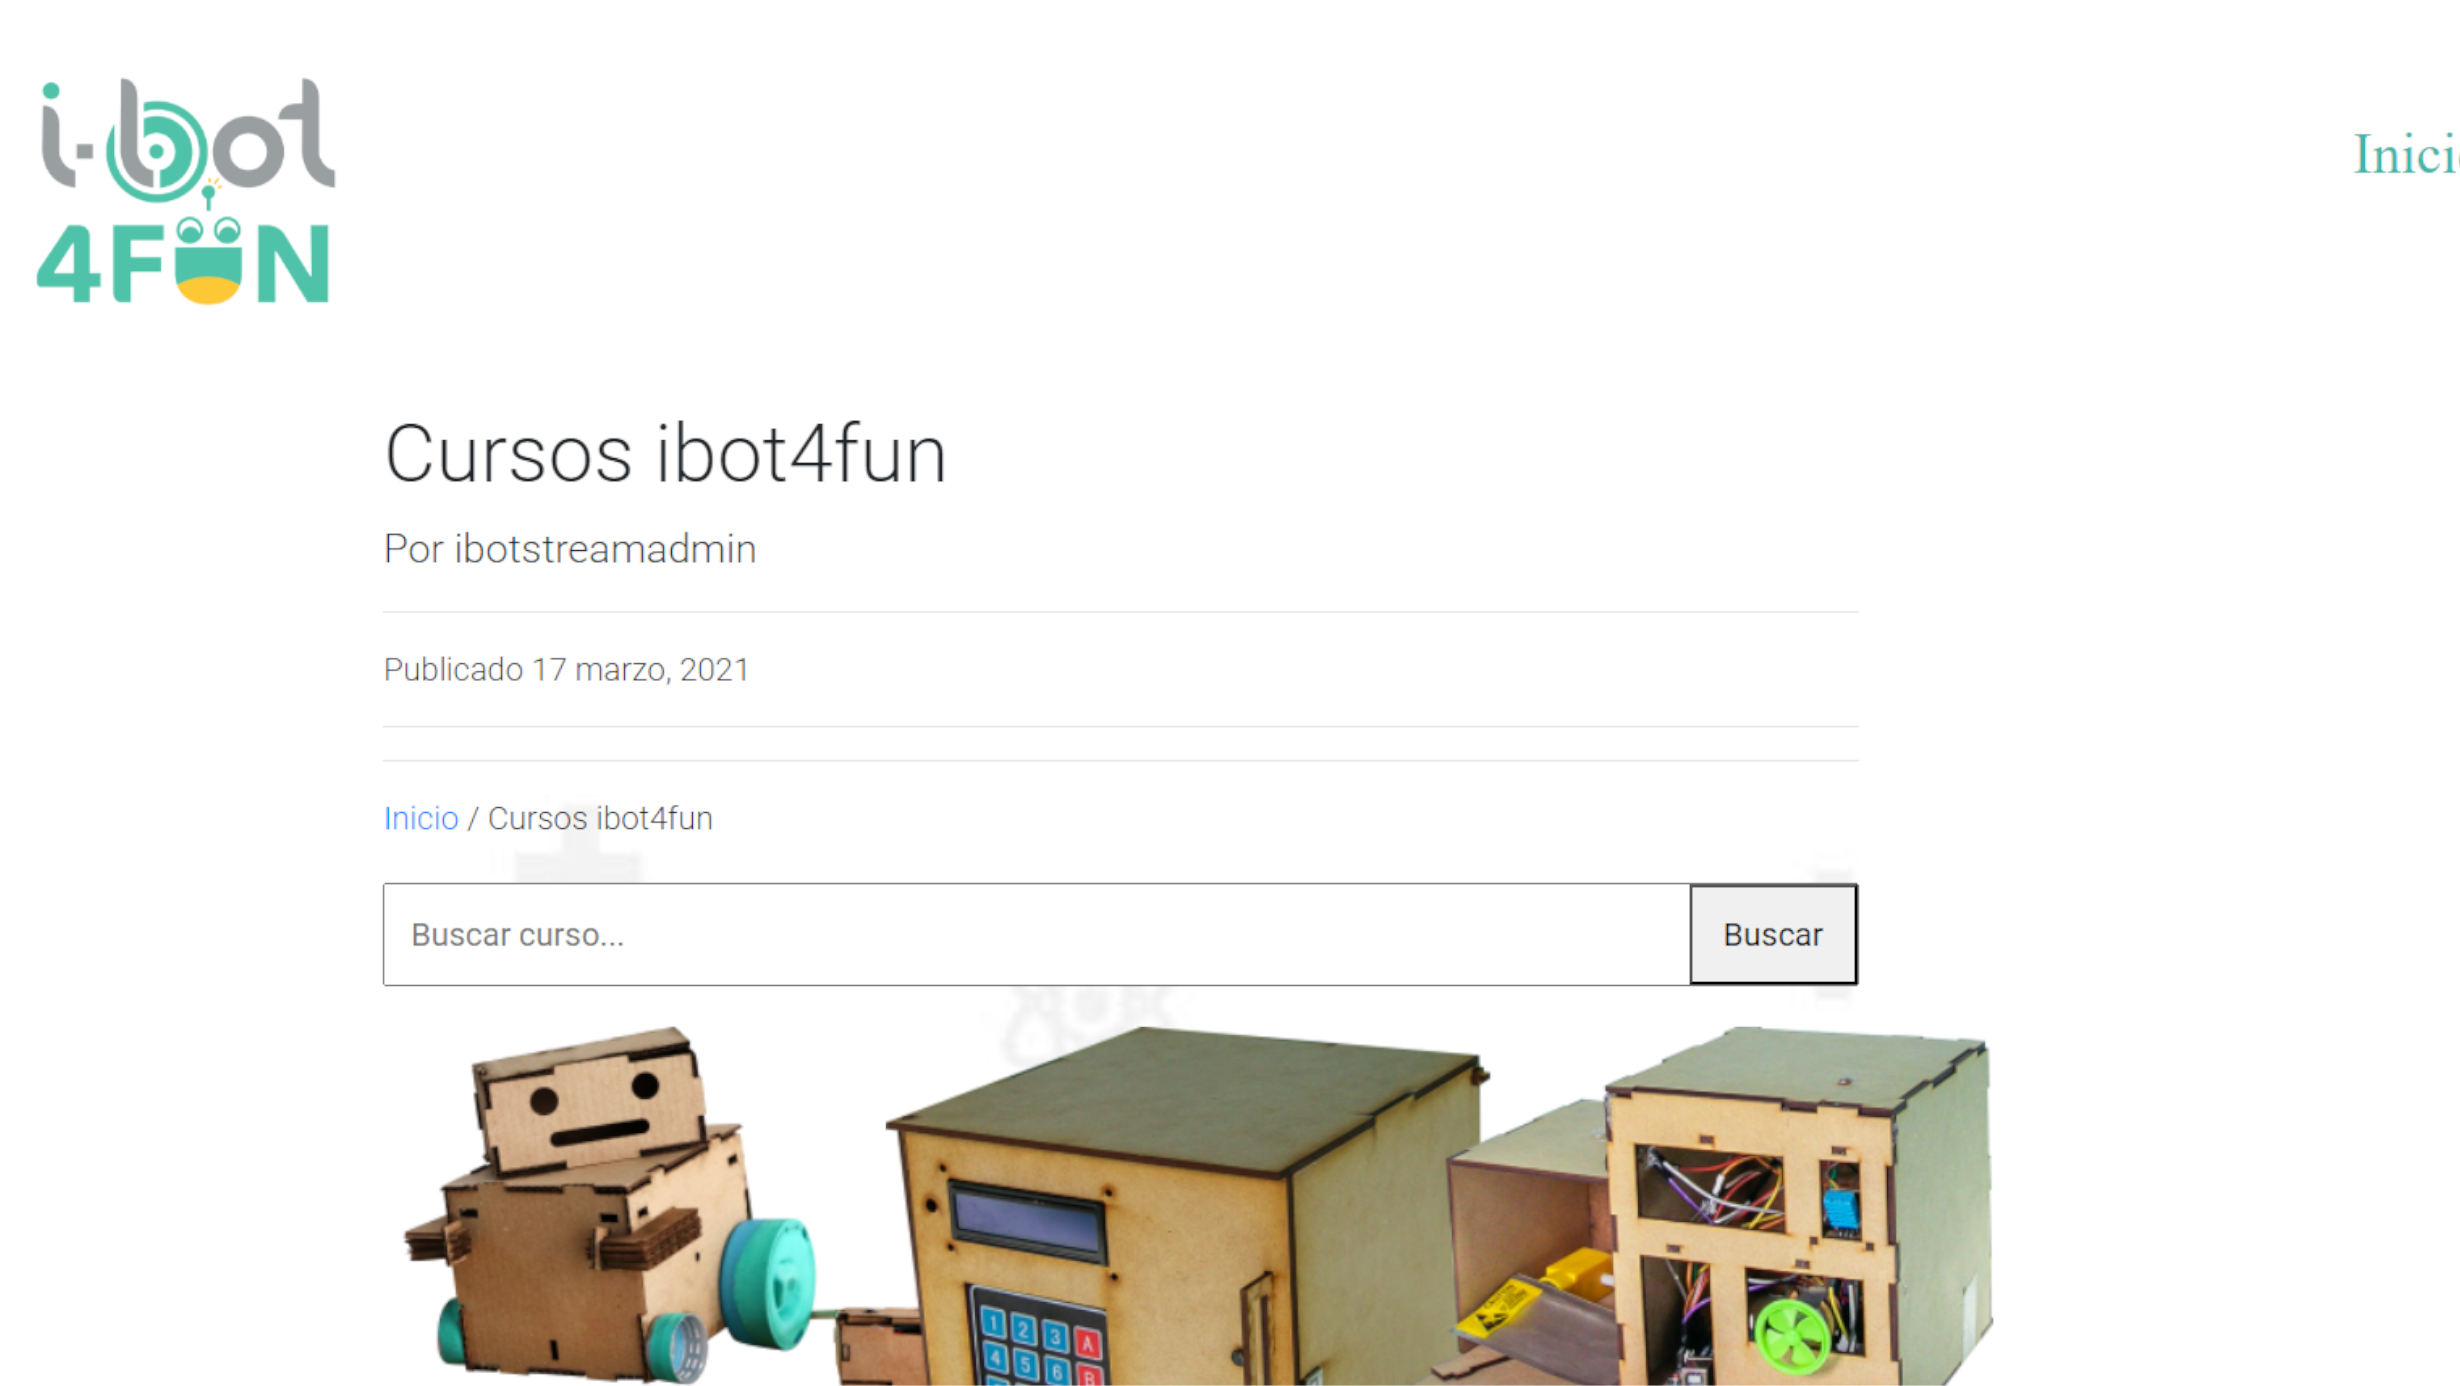 i-bot
4FUN
Inici
Cursos ibot4fun
Por ibotstreamadmin
Publicado 17 marzo, 2021
Inicio / Cursos ibot4fun
Buscar curso...
Buscar
1 2 3 A
4 5 6 B